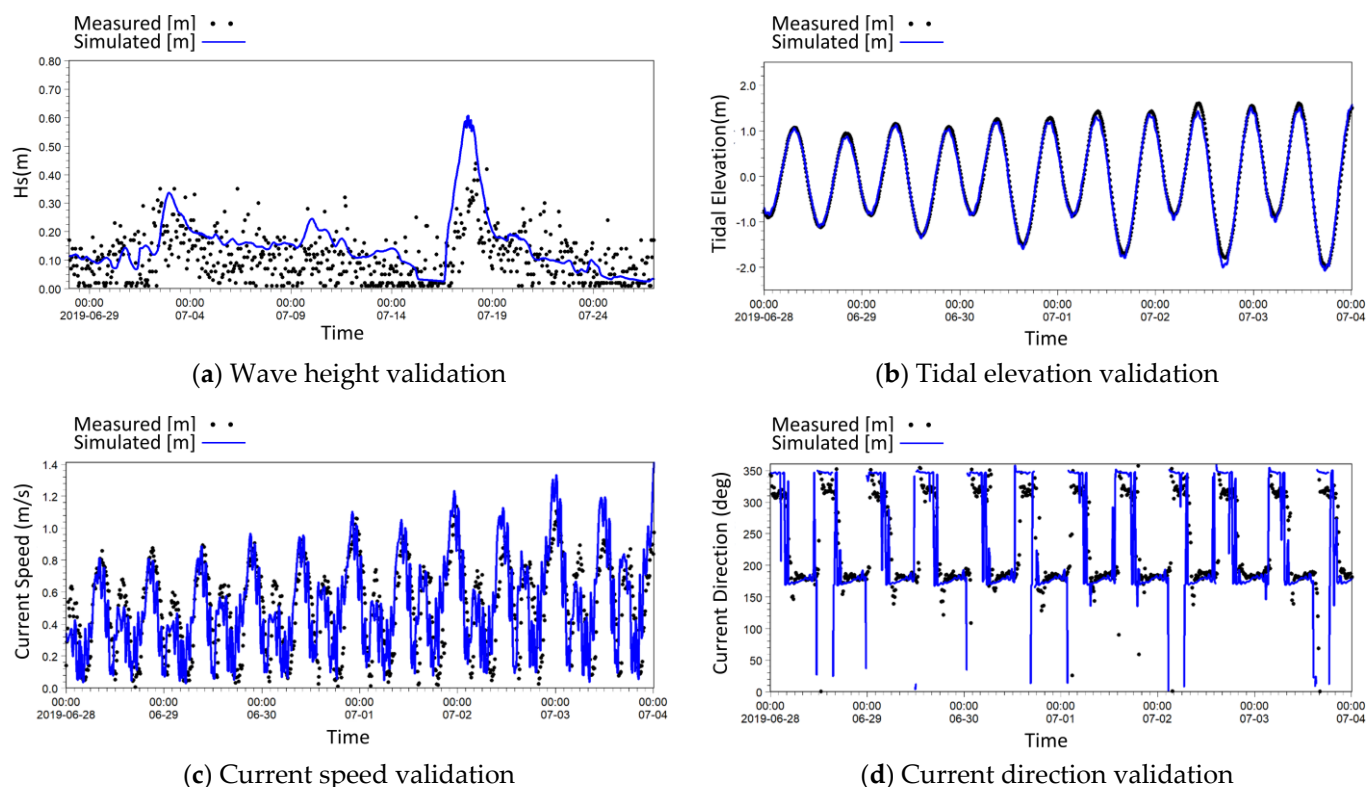 Measured [m]
Simulated [m]
0.80
0.70
0.60
0.50
0.40
0.30
0.20
0.10
0.00
Hs(m)
00:00 00:00 00:00 00:00 00:00 00:00
2019-06-29 07-04 07-09 07-14 07-19 07-24
Time
(a) Wave height validation
Measured [m]
Simulated [m]
2.0
1.0
0.0
-1.0
-2.0
Tidal Elevation(m)
00:00 00:00 00:00 00:00 00:00 00:00 00:00
2019-06-28 06-29 06-30 07-01 07-02 07-03 07-04
Time
(b) Tidal elevation validation
Measured [m]
Simulated [m]
1.4
1.2
1.0
0.8
0.6
0.4
0.2
0.0
Current Speed (m/s)
00:00 00:00 00:00 00:00 00:00 00:00 00:00
2019-06-28 06-29 06-30 07-01 07-02 07-03 07-04
Time
(c) Current speed validation
Measured [m]
Simulated [m]
350
300
250
200
150
100
50
0
Current Direction (deg)
00:00 00:00 00:00 00:00 00:00 00:00 00:00
2019-06-28 06-29 06-30 07-01 07-02 07-03 07-04
Time
(d) Current direction validation